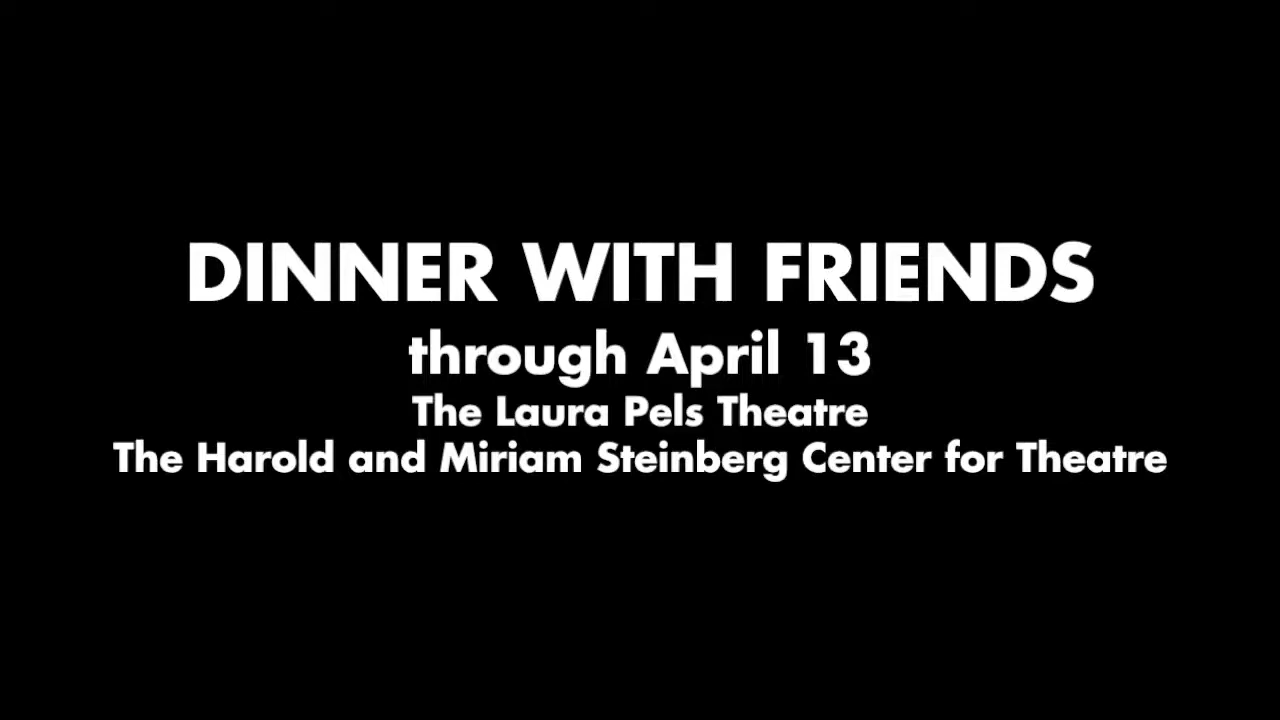 DINNER WITH FRIENDS
through April 13
The Laura Pels Theatre
The Harold and Miriam Steinberg Center for Theatre